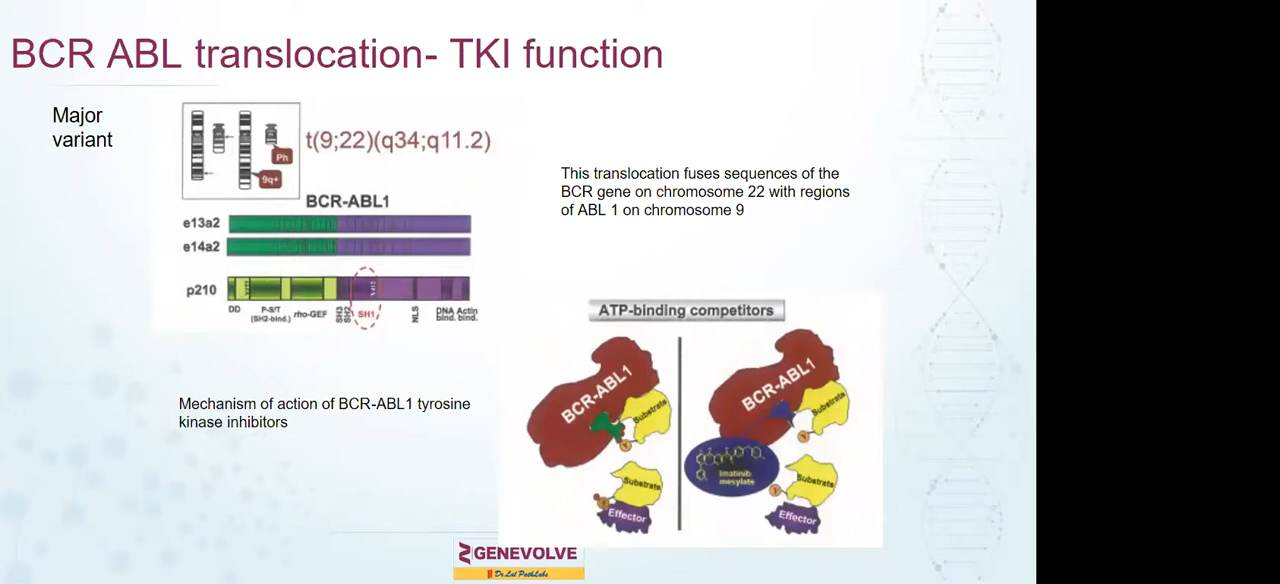 BCR ABL translocation- TKI function
Major
variant
t(9;22)(q34;q11.2)
Ph
9q+
This translocation fuses sequences of the
BCR gene on chromosome 22 with regions
of ABL 1 on chromosome 9
BCR-ABL1
e13a2
e14a2
p210
DD
P-S/T
(SH2-bind.)
rho-GEF
SH3
SH2
SH1
NLS
DNA Actin
bind. bind.
ATP-binding competitors
BCR-ABL1
Substrate
Y
Substrate
Effector
BCR-ABL1
Substrate
Y
Imatinib
mesylate
Substrate
Y
Effector
Mechanism of action of BCR-ABL1 tyrosine
kinase inhibitors
GENEVOLVE
Dr Lal PathLabs